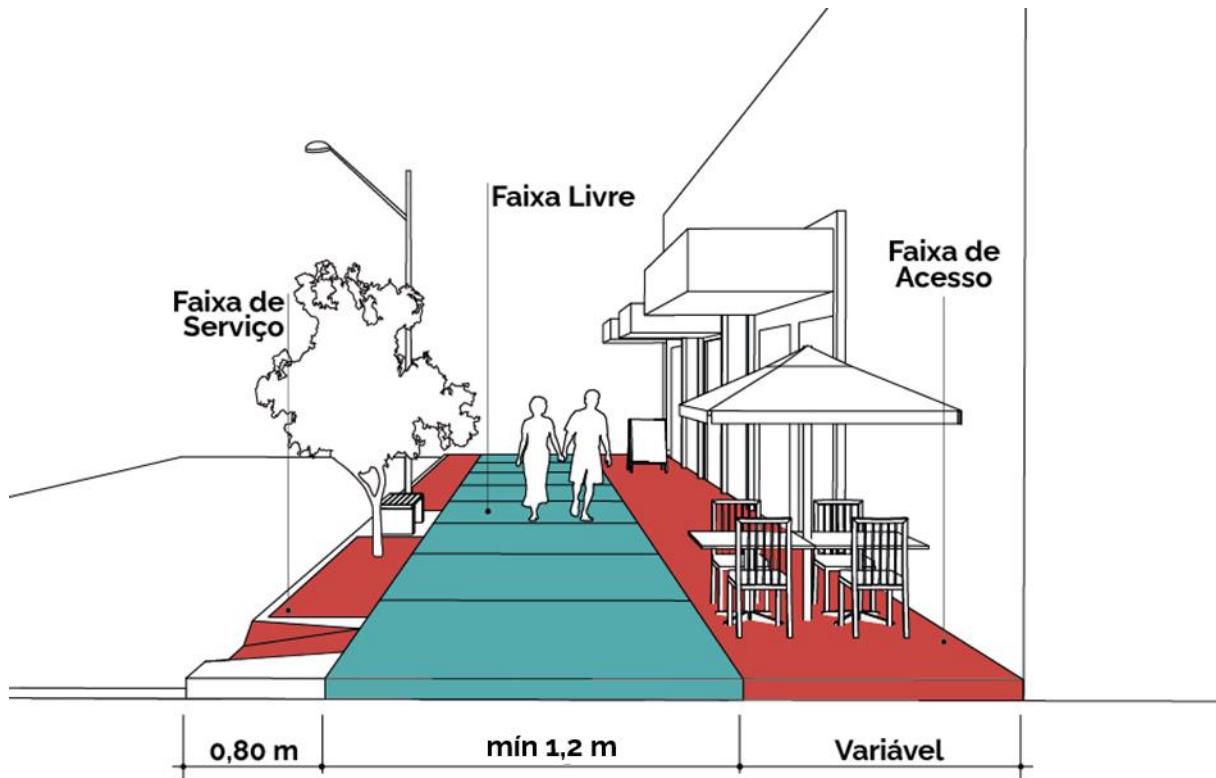 Faixa Livre
Faixa de
Acesso
Faixa de
Serviço
0,80 m
mín 1,2 m
Variável